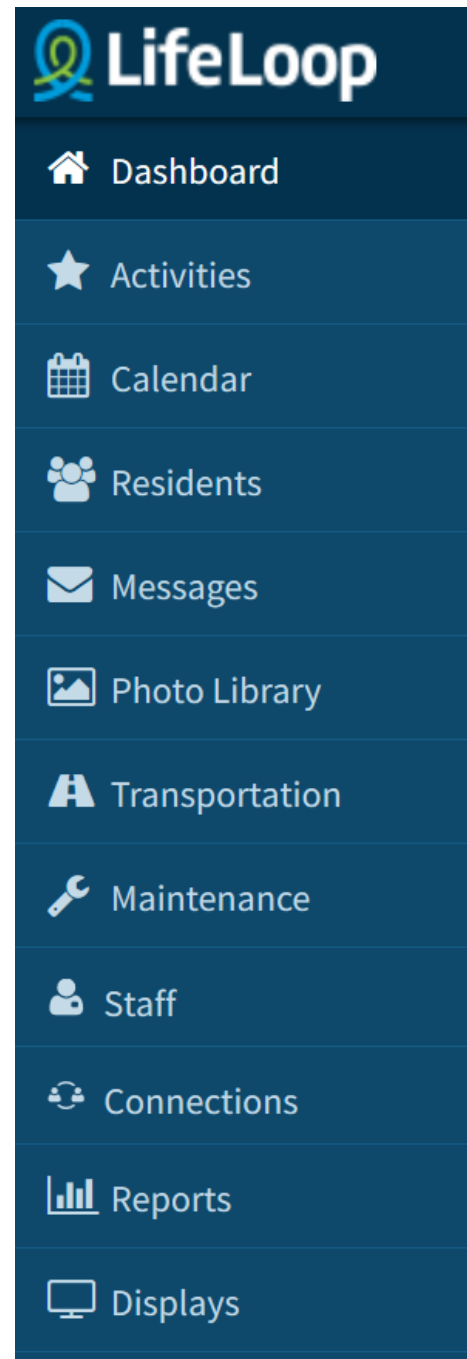 LifeLoop
Dashboard
Activities
Calendar
Residents
Messages
Photo Library
Transportation
Maintenance
Staff
Connections
Reports
Displays